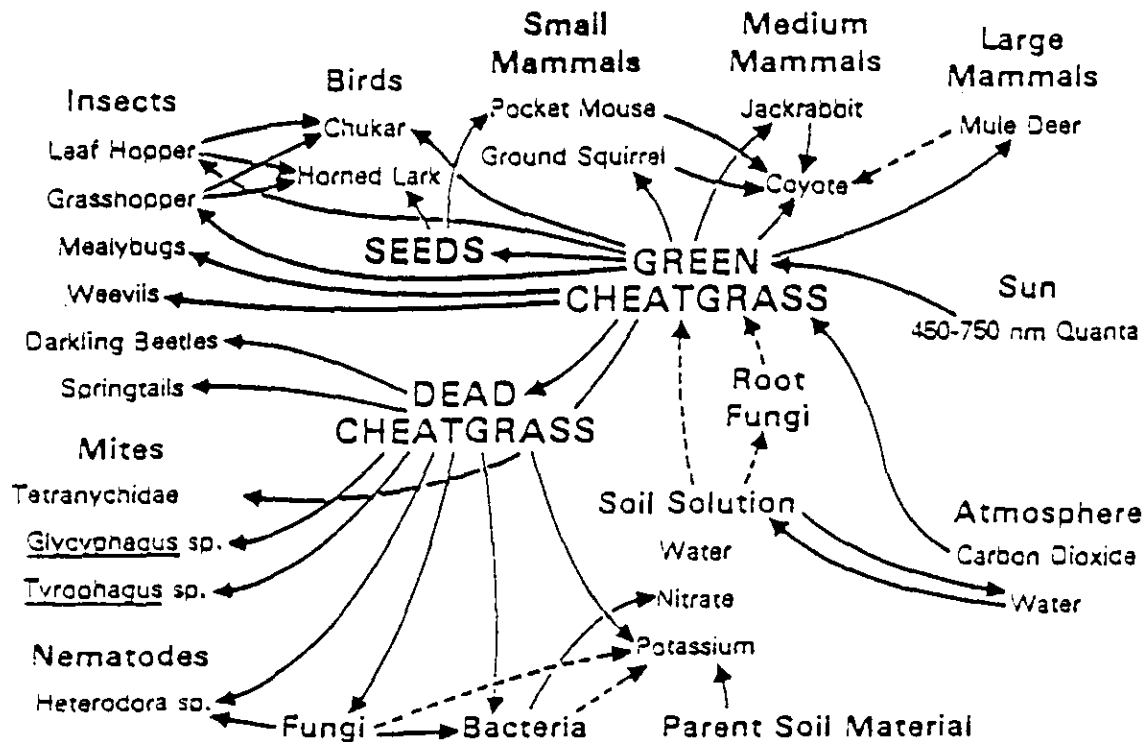 Small
Mammals
Medium
Mammals
Large
Mammals
Insects
Birds
Pocket Mouse
Jackrabbit
Mule Deer
Leaf Hopper
Chukar
Ground Squirrel
Coyote
Grasshopper
Horned Lark
Mealybugs
SEEDS
GREEN
CHEATGRASS
Weevils
Sun
450-750 nm Quanta
Darkling Beetles
Springtails
DEAD
CHEATGRASS
Root
Fungi
Mites
Tetranychidae
Soil Solution
Atmosphere
Glycyphagus sp.
Water
Carbon Dioxide
Tyrophagus sp.
Nitrate
Water
Nematodes
Potassium
Heterodora sp.
Fungi
Bacteria
Parent Soil Material